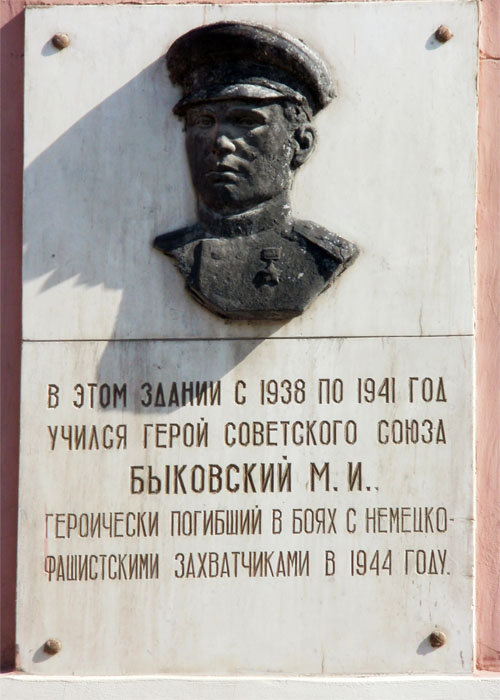 В ЭТОМ ЗДАНИИ С 1938 ПО 1941 ГОД
УЧИЛСЯ ГЕРОЙ СОВЕТСКОГО СОЮЗА
БЫКОВСКИЙ М. И.,
ГЕРОИЧЕСКИ ПОГИБШИЙ В БОЯХ С НЕМЕЦКО-
ФАШИСТСКИМИ ЗАХВАТЧИКАМИ В 1944 ГОДУ.